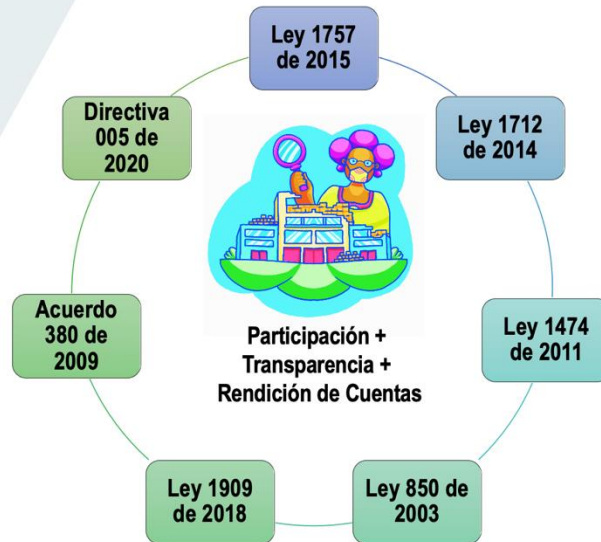 Ley 1757
de 2015
Ley 1712
de 2014
Ley 1474
de 2011
Ley 850 de
2003
Ley 1909
de 2018
Acuerdo
380 de
2009
Directiva
005 de
2020
Participación +
Transparencia +
Rendición de Cuentas